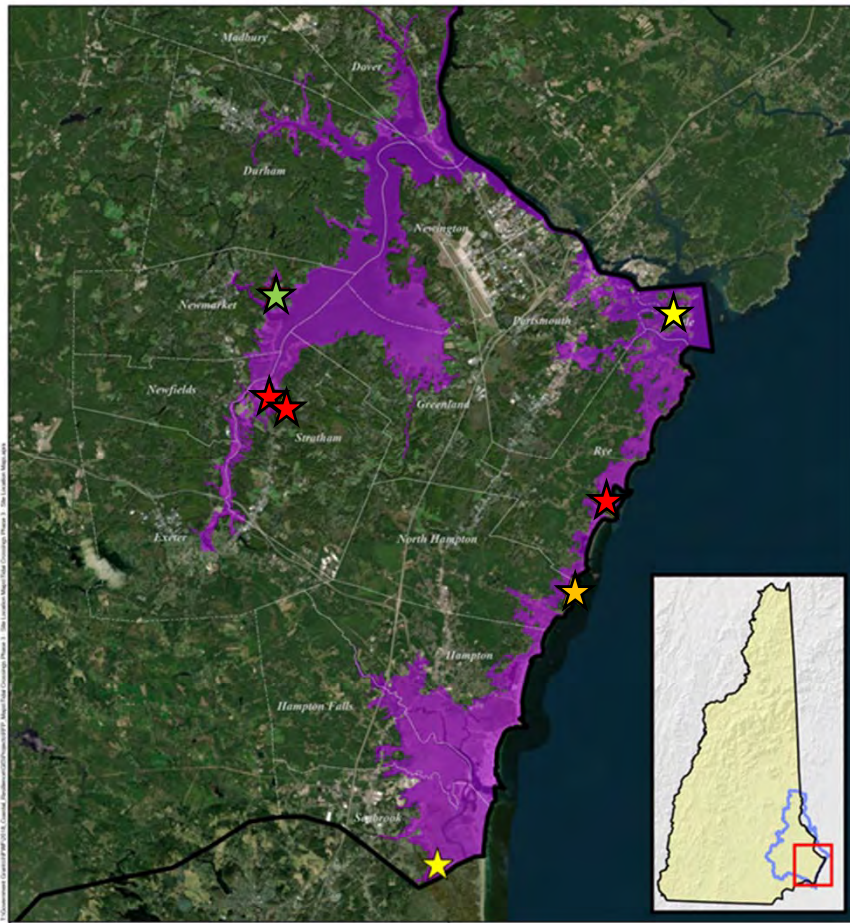 Madbury
Dover
Durham
Newington
Newmarket
Portsmouth
Newfields
Greenland
Stratham
Rye
Exeter
North Hampton
Hampton
Hampton Falls
Seabrook